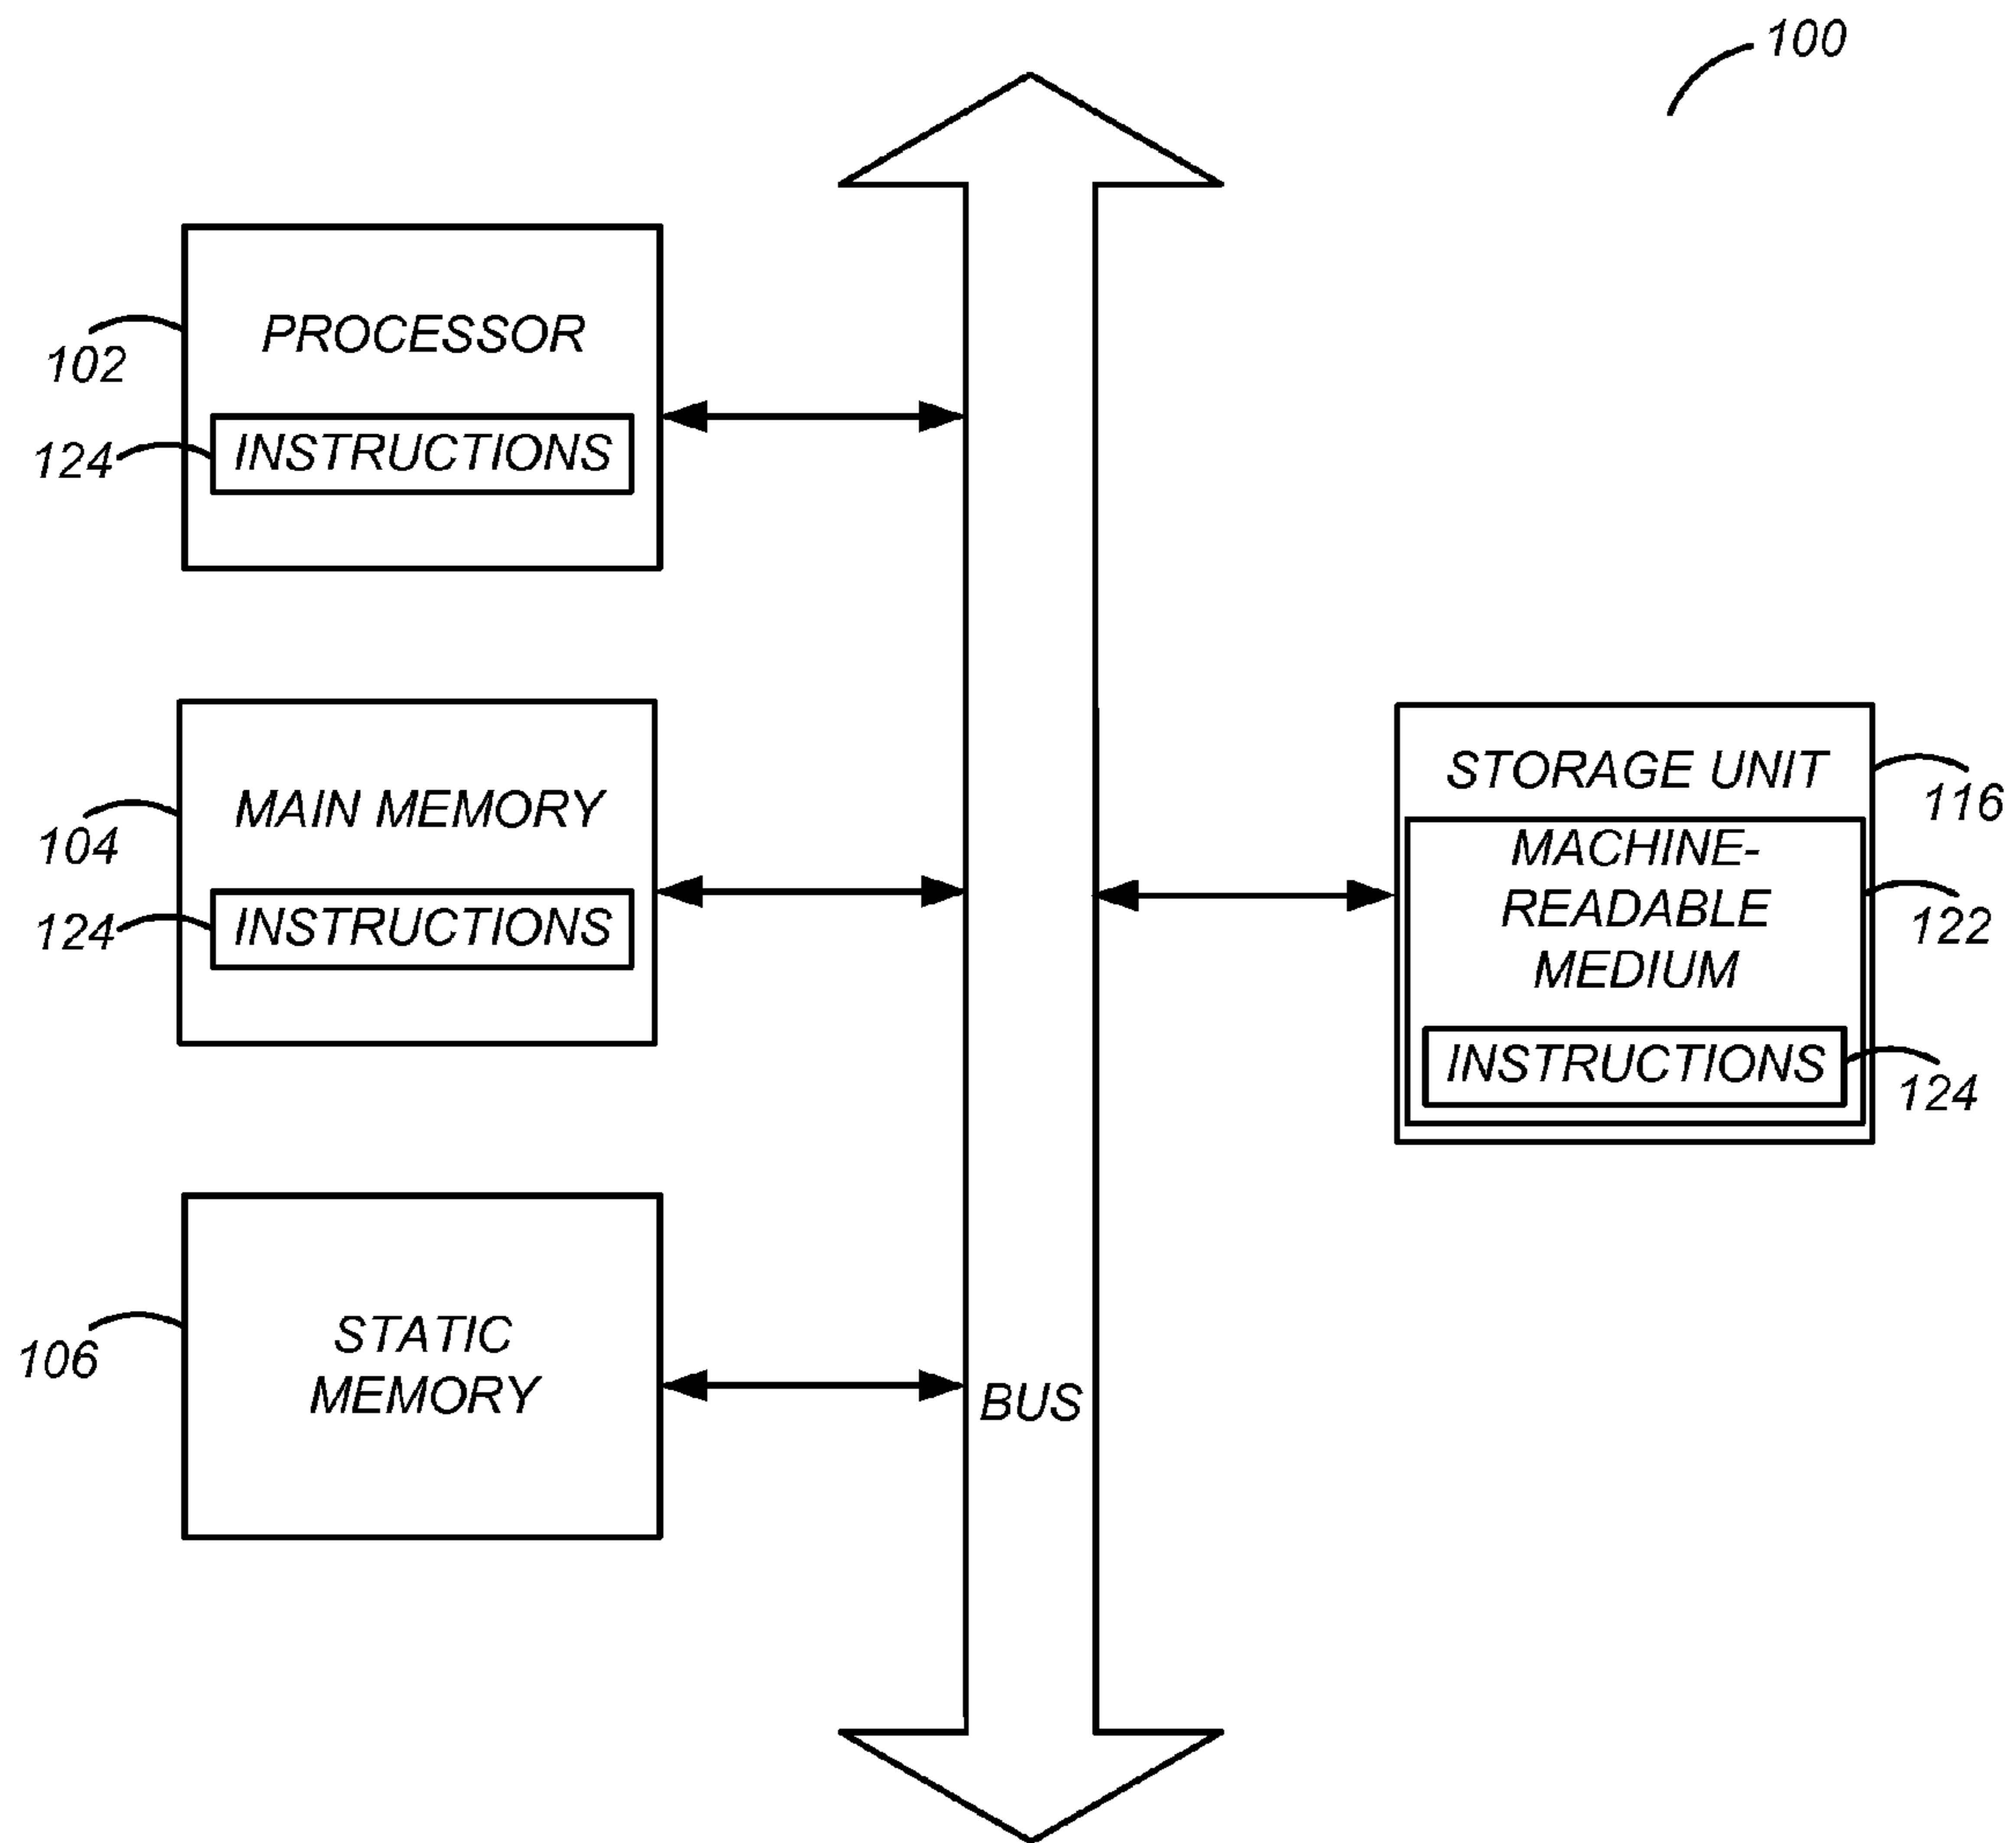 100
PROCESSOR
102
INSTRUCTIONS
124
MAIN MEMORY
104
INSTRUCTIONS
124
STATIC
MEMORY
106
BUS
STORAGE UNIT
116
MACHINE-
READABLE
MEDIUM
122
INSTRUCTIONS
124